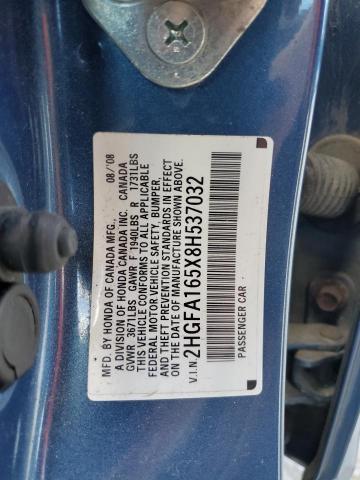 MFD. BY HONDA OF CANADA MFG., 08/'08
A DIVISION OF HONDA CANADA INC. CANADA
GVWR 3671LBS GAWR F 1940LBS R 1731LBS
THIS VEHICLE CONFORMS TO ALL APPLICABLE
FEDERAL MOTOR VEHICLE SAFETY, BUMPER,
AND THEFT PREVENTION STANDARDS IN EFFECT
ON THE DATE OF MANUFACTURE SHOWN ABOVE.
V.I.N. 2HGFA165X8H537032
PASSENGER CAR